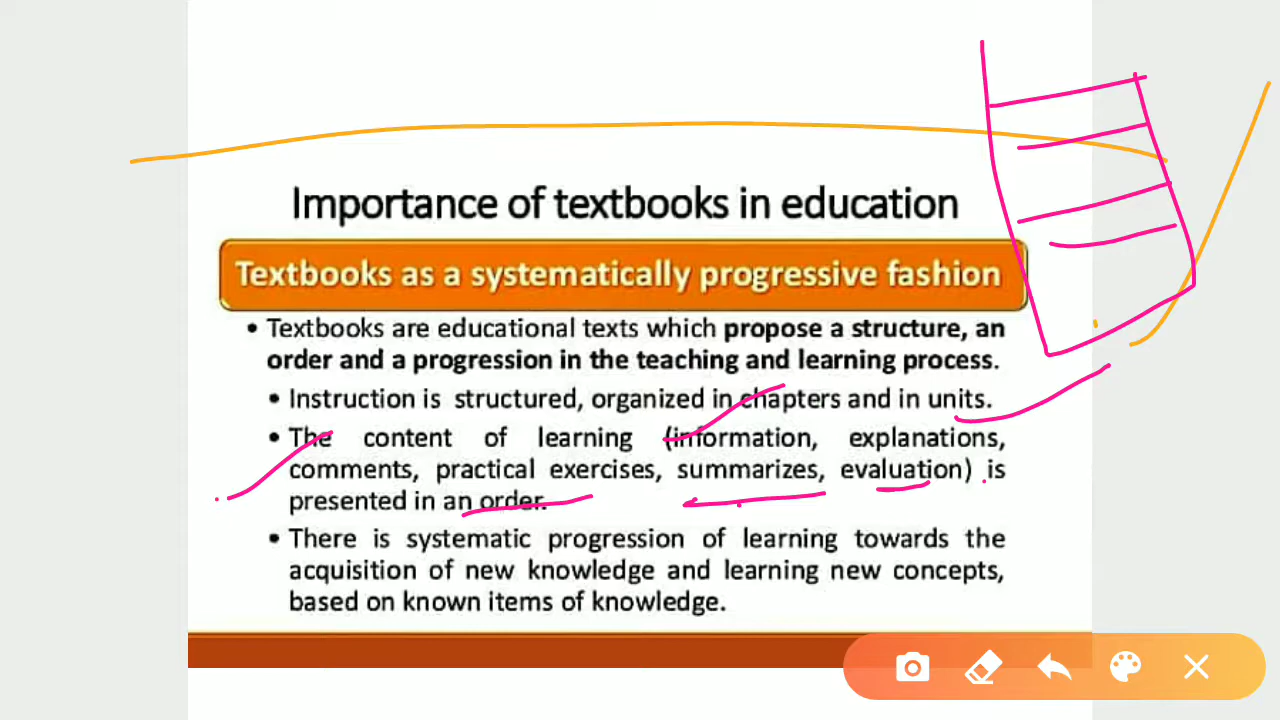 Importance of textbooks in education
Textbooks as a systematically progressive fashion
• Textbooks are educational texts which propose a structure, an
order and a progression in the teaching and learning process.
• Instruction is structured, organized in chapters and in units.
• The content of learning (information, explanations,
comments, practical exercises, summarizes, evaluation) is
presented in an order.
• There is systematic progression of learning towards the
acquisition of new knowledge and learning new concepts,
based on known items of knowledge.